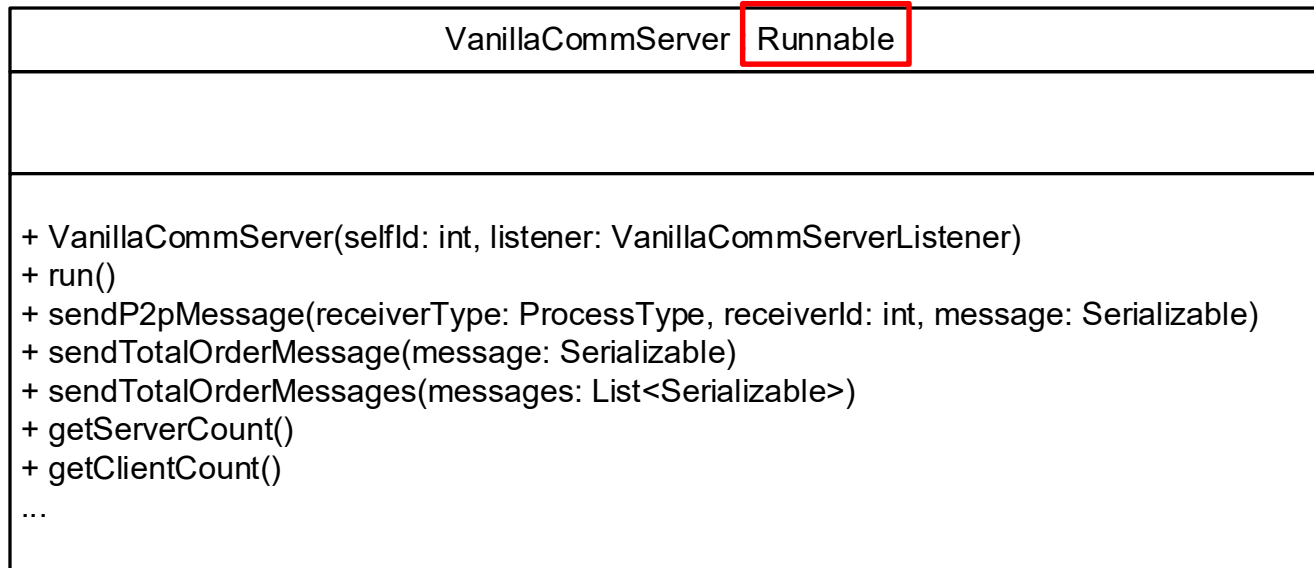 VanillaCommServer Runnable
+ VanillaCommServer(selfId: int, listener: VanillaCommServerListener)
+ run()
+ sendP2pMessage(receiverType: ProcessType, receiverId: int, message: Serializable)
+ sendTotalOrderMessage(message: Serializable)
+ sendTotalOrderMessages(messages: List<Serializable>)
+ getServerCount()
+ getClientCount()
...